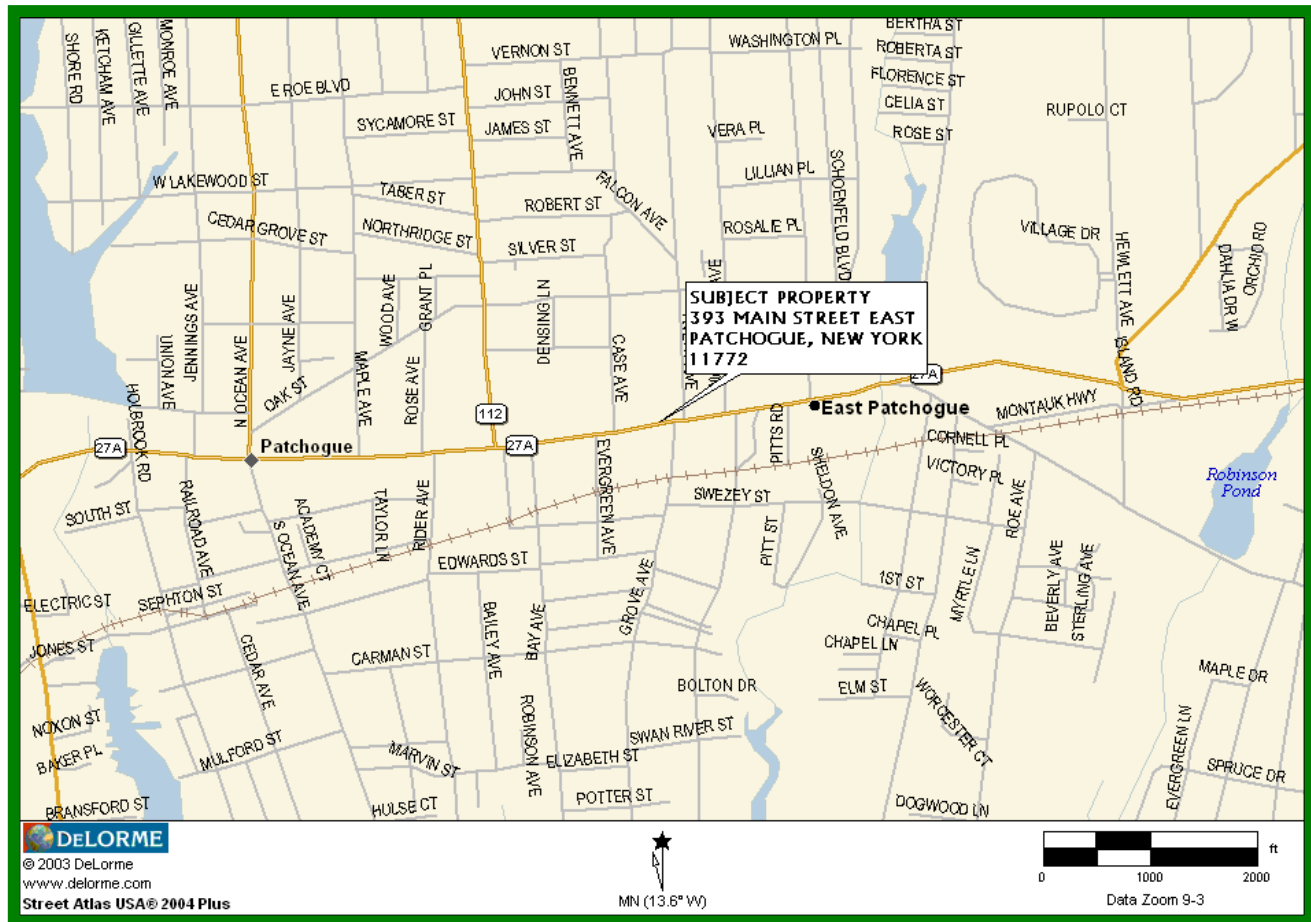 SHORE RD
KETCHAM AVE
GILLETTE AVE
MONROE AVE
E ROE BLVD
VERNON ST
JOHN ST
JAMES ST
BENNETT AVE
SYCAMORE ST
WASHINGTON PL
BERTHA ST
ROBERTA ST
FLORENCE ST
CELIA ST
ROSE ST
RUPOLO CT
VERA PL
LILLIAN PL
SCHOENFELD BLVD
W LAKEWOOD ST
TABER ST
FALCON AVE
ROBERT ST
CEDAR GROVE ST
NORTHRIDGE ST
SILVER ST
ROSALIE PL
VILLAGE DR
HEWLETT AVE
DAHLIA DR W
ORCHID RD
UNION AVE
JENNINGS AVE
N OCEAN AVE
JAYNE AVE
WOOD AVE
GRANT PL
DENSING LN
CASE AVE
SUBJECT PROPERTY
393 MAIN STREET EAST
PATCHOGUE, NEW YORK
11772
HOLBROOK RD
OAK ST
MAPLE AVE
ROSE AVE
112
27A
27A
27A
Patchogue
East Patchogue
ISLAND RD
MONTAUK HWY
PITTS RD
CORNELL PL
VICTORY PL
Robinson
Pond
SOUTH ST
RAILROAD AVE
ACADEMY CT
S OCEAN AVE
TAYLOR LN
RIDER AVE
EVERGREEN AVE
SWEZEY ST
SHELDON AVE
PITT ST
ROE AVE
EDWARDS ST
ELECTRIC ST
SEPHTON ST
JONES ST
CEDAR AVE
CARMAN ST
BAILEY AVE
BAY AVE
GROVE AVE
1ST ST
MYRTLE LN
BEVERLY AVE
STERLING AVE
CHAPEL PL
CHAPEL LN
ELM ST
BOLTON DR
WORCESTER CT
MAPLE DR
NOXON ST
BAKER PL
MULFORD ST
MARVIN ST
ROBINSON AVE
ELIZABETH ST
SWAN RIVER ST
EVERGREEN LN
SPRUCE DR
BRANSFORD ST
HULSE CT
POTTER ST
DOGWOOD LN
DELORME
© 2003 DeLorme
www.delorme.com
Street Atlas USA® 2004 Plus
MN (13.6° W)
ft
0 1000 2000
Data Zoom 9-3